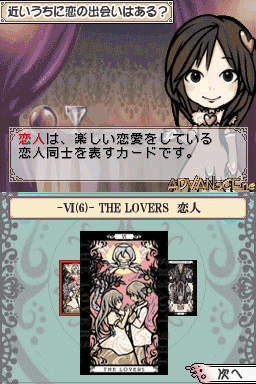 近いうちに恋の出会いはある?
恋人は、楽しい恋愛をしている
恋人同士を表すカードです。
ADVANSCEne
-VI(6)- THE LOVERS 恋人
VI
THE LOVERS
次へ